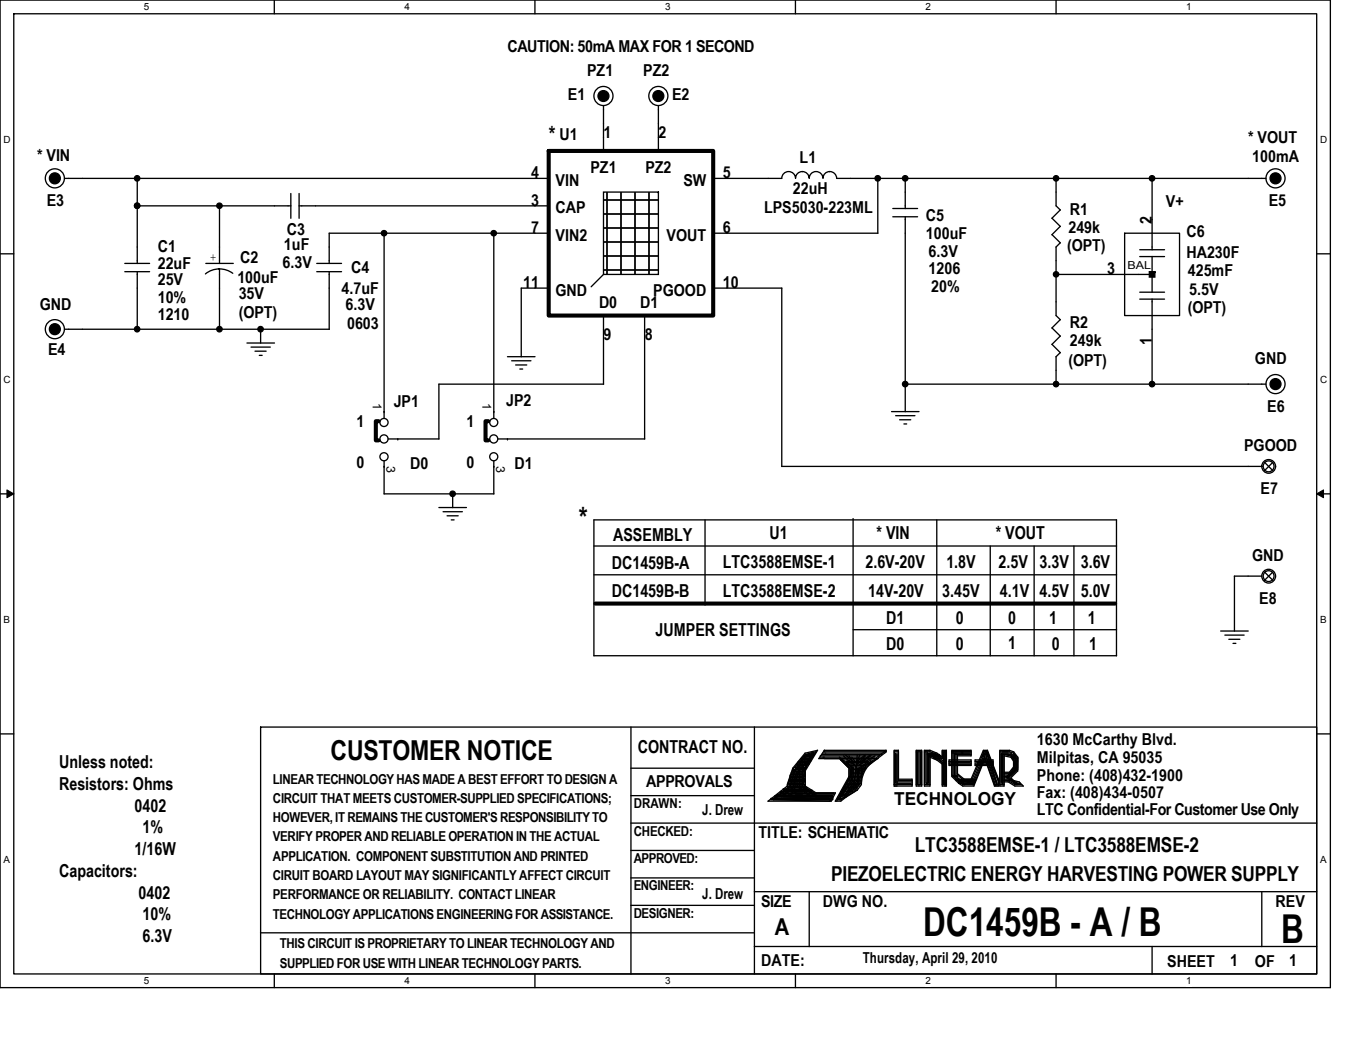 5 4 3 2 1
CAUTION: 50mA MAX FOR 1 SECOND
PZ1 PZ2
E1 E2
* U1 1 2
D D
* VIN
E3
* VOUT
100mA
E5
4 VIN PZ1 PZ2 SW 5
3 CAP
7 VIN2 VOUT 6
11 GND D0 D1 PGOOD 10
9 8
L1
22uH
LPS5030-223ML
C1
22uF
25V
10%
1210
+
C2
100uF
35V
(OPT)
C3
1uF
6.3V
C4
4.7uF
6.3V
0603
GND
E4
C5
100uF
6.3V
1206
20%
R1
249k
(OPT)
R2
249k
(OPT)
V+
2
3 BAL
1
C6
HA230F
425mF
5.5V
(OPT)
GND
E6
C C
1 JP1
1
0 3 D0
1 JP2
1
0 3 D1
PGOOD
E7
GND
E8
*
ASSEMBLY U1 * VIN * VOUT
DC1459B-A LTC3588EMSE-1 2.6V-20V 1.8V 2.5V 3.3V 3.6V
DC1459B-B LTC3588EMSE-2 14V-20V 3.45V 4.1V 4.5V 5.0V
JUMPER SETTINGS
D1 0 0 1 1
D0 0 1 0 1
B B
Unless noted:
Resistors: Ohms
0402
1%
1/16W
Capacitors:
0402
10%
6.3V
CUSTOMER NOTICE
LINEAR TECHNOLOGY HAS MADE A BEST EFFORT TO DESIGN A
CIRCUIT THAT MEETS CUSTOMER-SUPPLIED SPECIFICATIONS;
HOWEVER, IT REMAINS THE CUSTOMER'S RESPONSIBILITY TO
VERIFY PROPER AND RELIABLE OPERATION IN THE ACTUAL
APPLICATION. COMPONENT SUBSTITUTION AND PRINTED
CIRUIT BOARD LAYOUT MAY SIGNIFICANTLY AFFECT CIRCUIT
PERFORMANCE OR RELIABILITY. CONTACT LINEAR
TECHNOLOGY APPLICATIONS ENGINEERING FOR ASSISTANCE.
THIS CIRCUIT IS PROPRIETARY TO LINEAR TECHNOLOGY AND
SUPPLIED FOR USE WITH LINEAR TECHNOLOGY PARTS.
CONTRACT NO.
APPROVALS
DRAWN: J. Drew
CHECKED:
APPROVED:
ENGINEER: J. Drew
DESIGNER:
LINEAR
TECHNOLOGY
1630 McCarthy Blvd.
Milpitas, CA 95035
Phone: (408)432-1900
Fax: (408)434-0507
LTC Confidential-For Customer Use Only
TITLE: SCHEMATIC
LTC3588EMSE-1 / LTC3588EMSE-2
PIEZOELECTRIC ENERGY HARVESTING POWER SUPPLY
SIZE
A
DWG NO.
DC1459B - A / B
REV
B
DATE: Thursday, April 29, 2010
SHEET 1 OF 1
A A
5 4 3 2 1